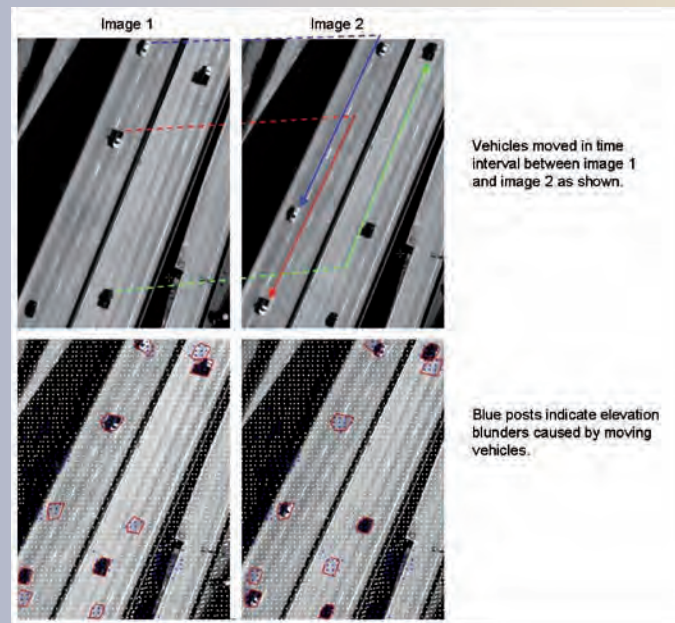 Image 1
Image 2
Vehicles moved in time
interval between image 1
and image 2 as shown.
Blue posts indicate elevation
blunders caused by moving
vehicles.